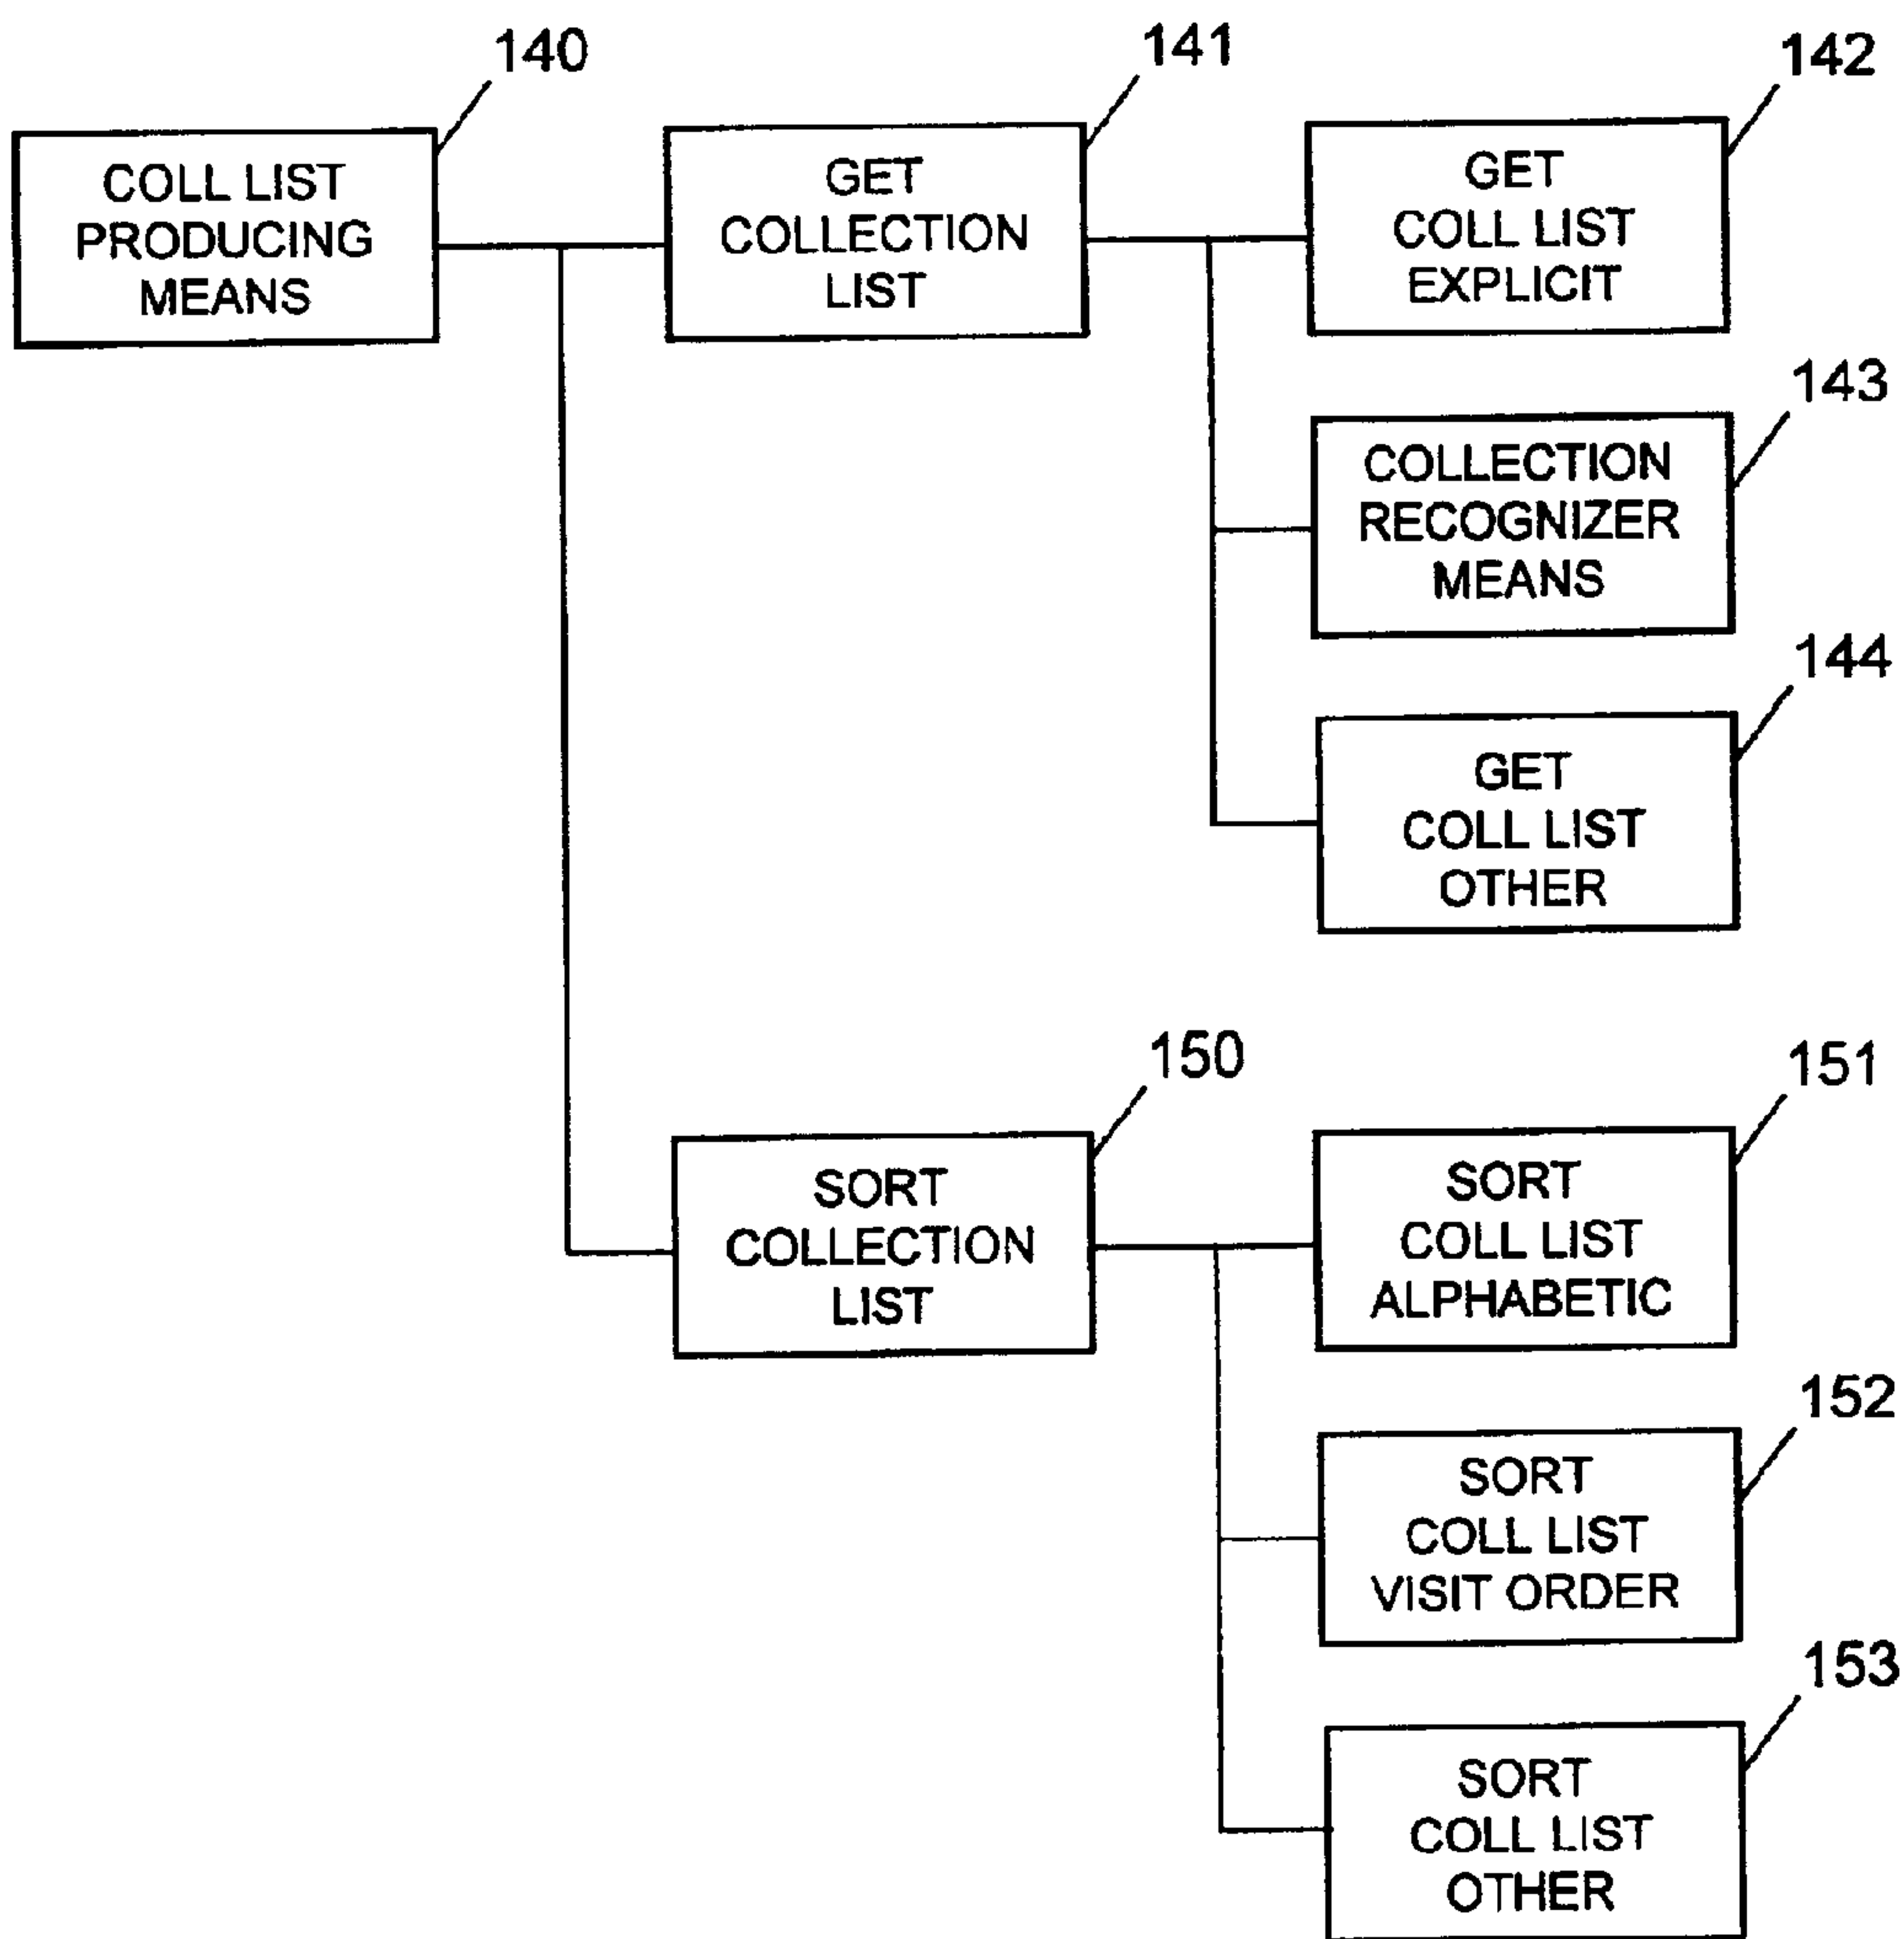 140
COLL LIST
PRODUCING
MEANS
141
GET
COLLECTION
LIST
142
GET
COLL LIST
EXPLICIT
143
COLLECTION
RECOGNIZER
MEANS
144
GET
COLL LIST
OTHER
150
SORT
COLLECTION
LIST
151
SORT
COLL LIST
ALPHABETIC
152
SORT
COLL LIST
VISIT ORDER
153
SORT
COLL LIST
OTHER